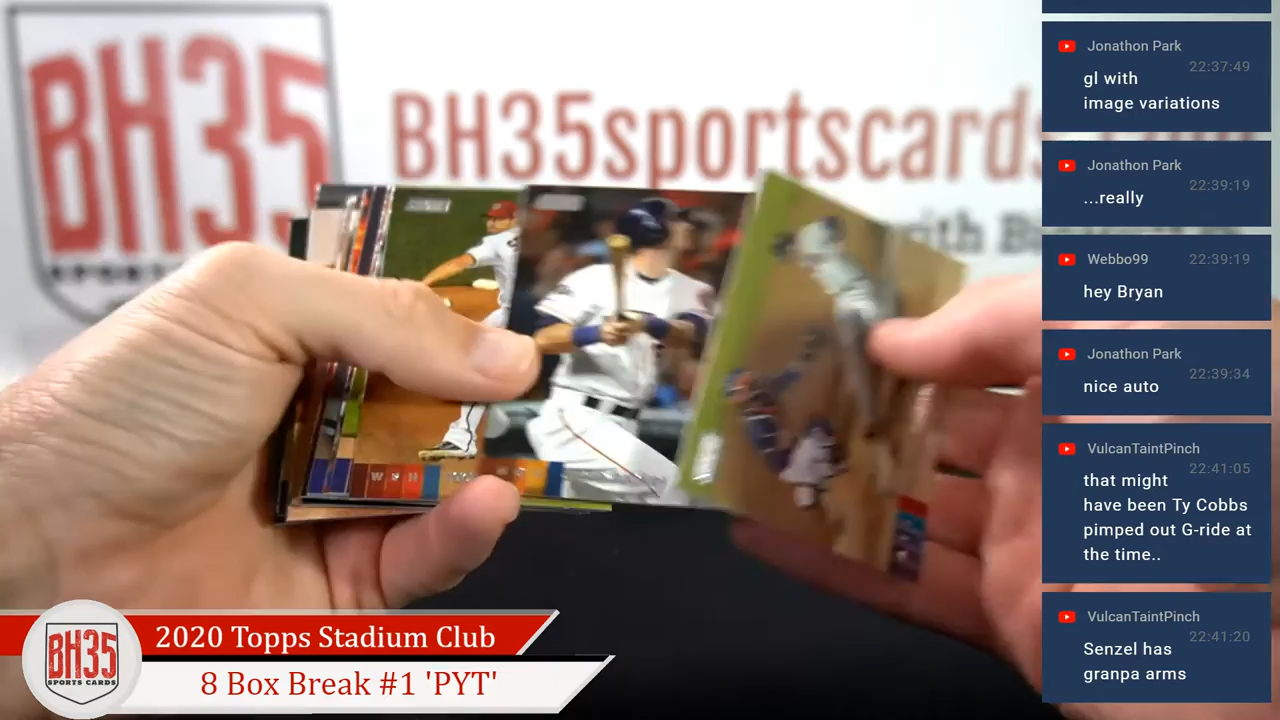 BH35
SPORTS CARDS
BH35sportscards
with
2020 Topps Stadium Club
8 Box Break #1 'PYT'
BH35
SPORTS CARDS
Jonathon Park
22:37:49
gl with
image variations
Jonathon Park
22:39:19
...really
Webbo99
22:39:19
hey Bryan
Jonathon Park
22:39:34
nice auto
VulcanTaintPinch
22:41:05
that might
have been Ty Cobbs
pimped out G-ride at
the time..
VulcanTaintPinch
22:41:20
Senzel has
granpa arms